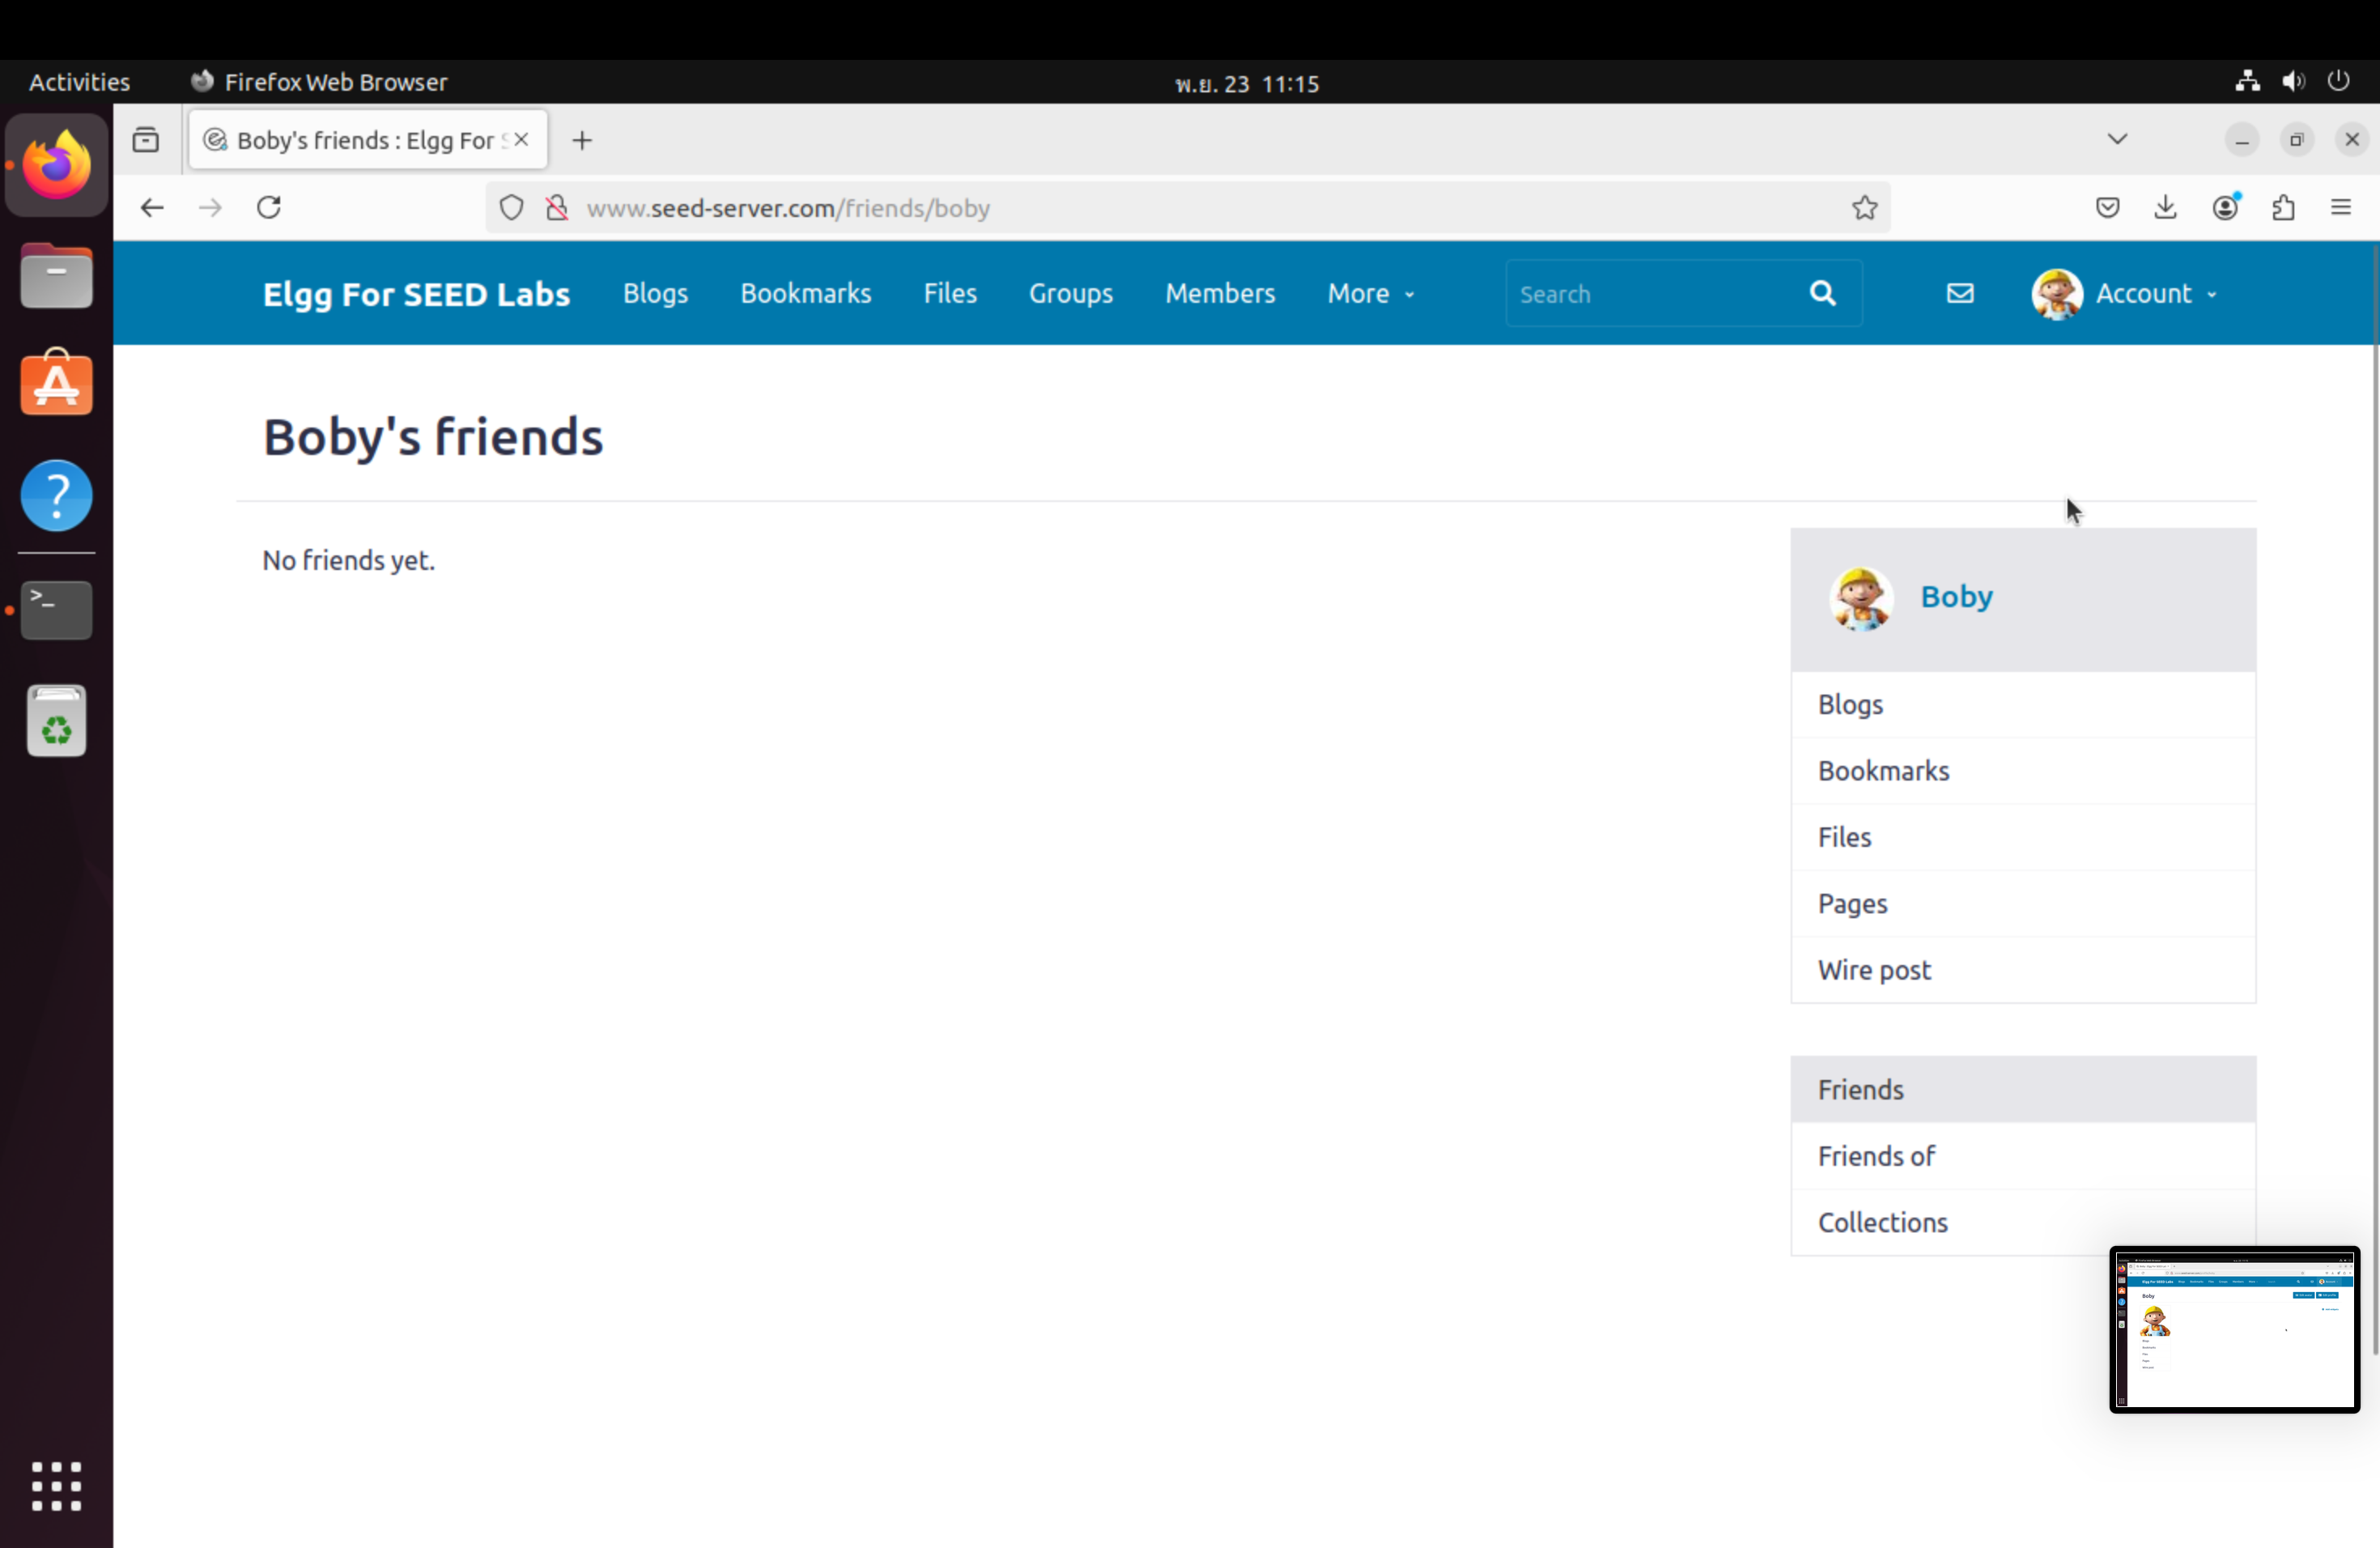 Activities Firefox Web Browser พ.ย. 23 11:15
Boby's friends : Elgg For
www.seed-server.com/friends/boby
Elgg For SEED Labs Blogs Bookmarks Files Groups Members More Search Account
Boby's friends
No friends yet.
Boby
Blogs
Bookmarks
Files
Pages
Wire post
Friends
Friends of
Collections